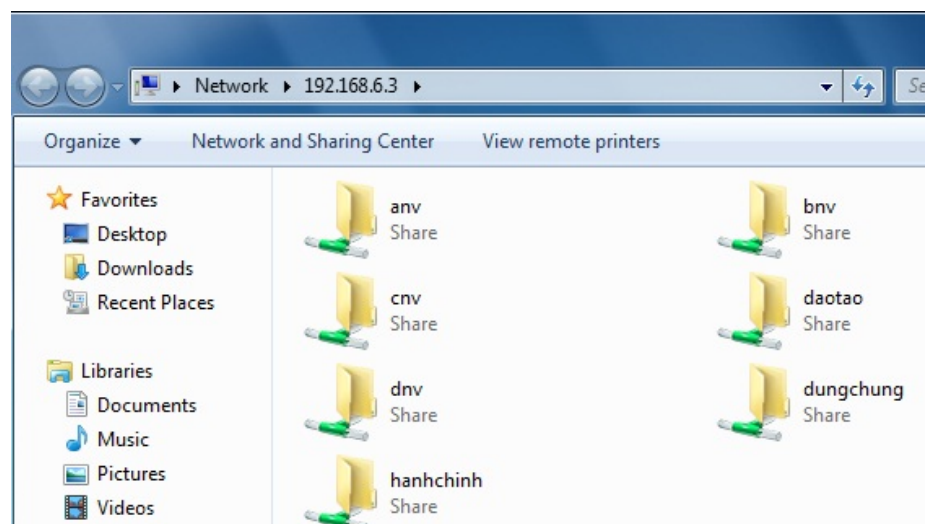 Network 192.168.6.3 Se
Organize Network and Sharing Center View remote printers
Favorites
Desktop
Downloads
Recent Places
Libraries
Documents
Music
Pictures
Videos
anv
Share
bnv
Share
cnv
Share
daotao
Share
dnv
Share
dungchung
Share
hanhchinh
Share